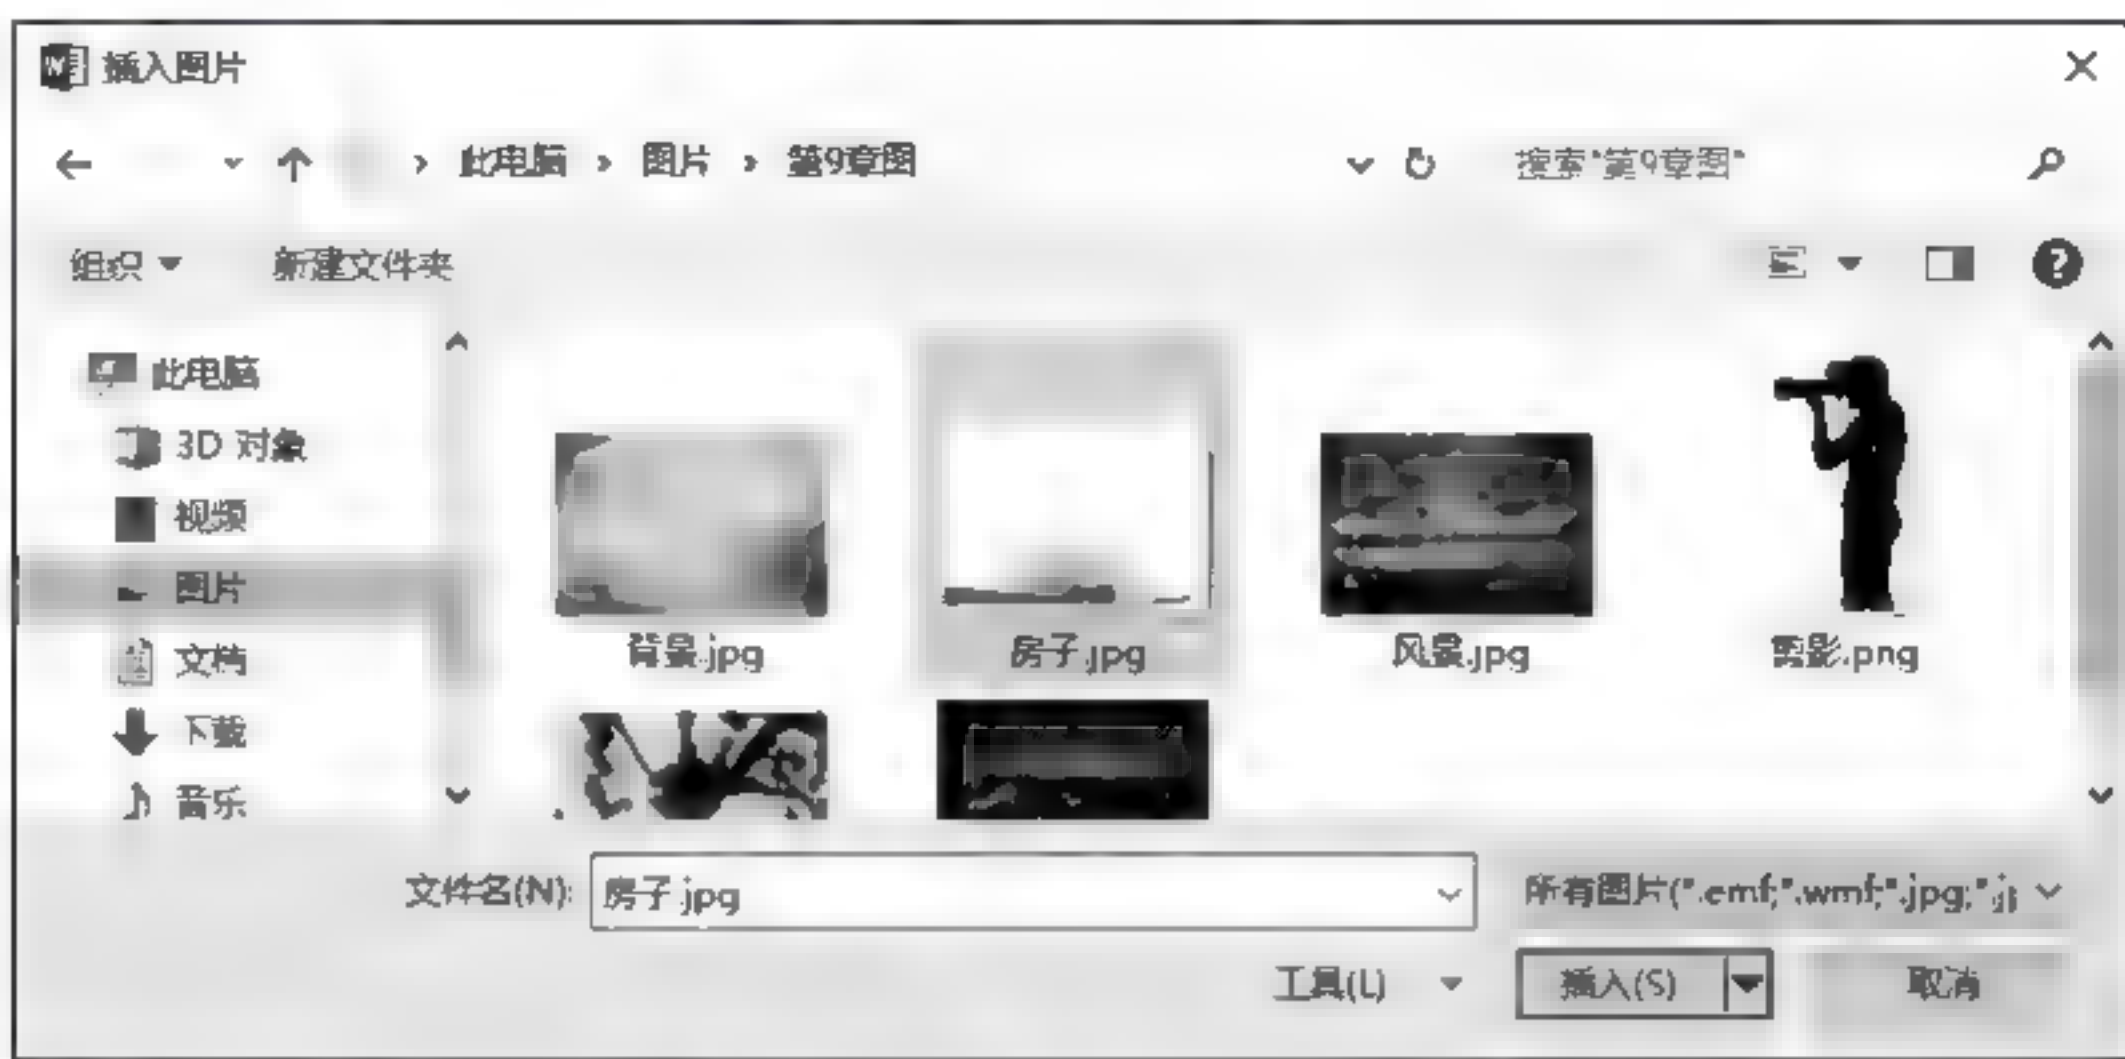 插入图片
此电脑 › 图片 › 第9章图
搜索"第9章图"
组织 新建文件夹
此电脑
3D 对象
视频
图片
文档
下载
音乐
背景.jpg 房子.jpg 风景.jpg 剪影.png
文件名(N): 房子.jpg
所有图片(*.emf;*.wmf;*.jpg;*.j
工具(L) 插入(S) 取消